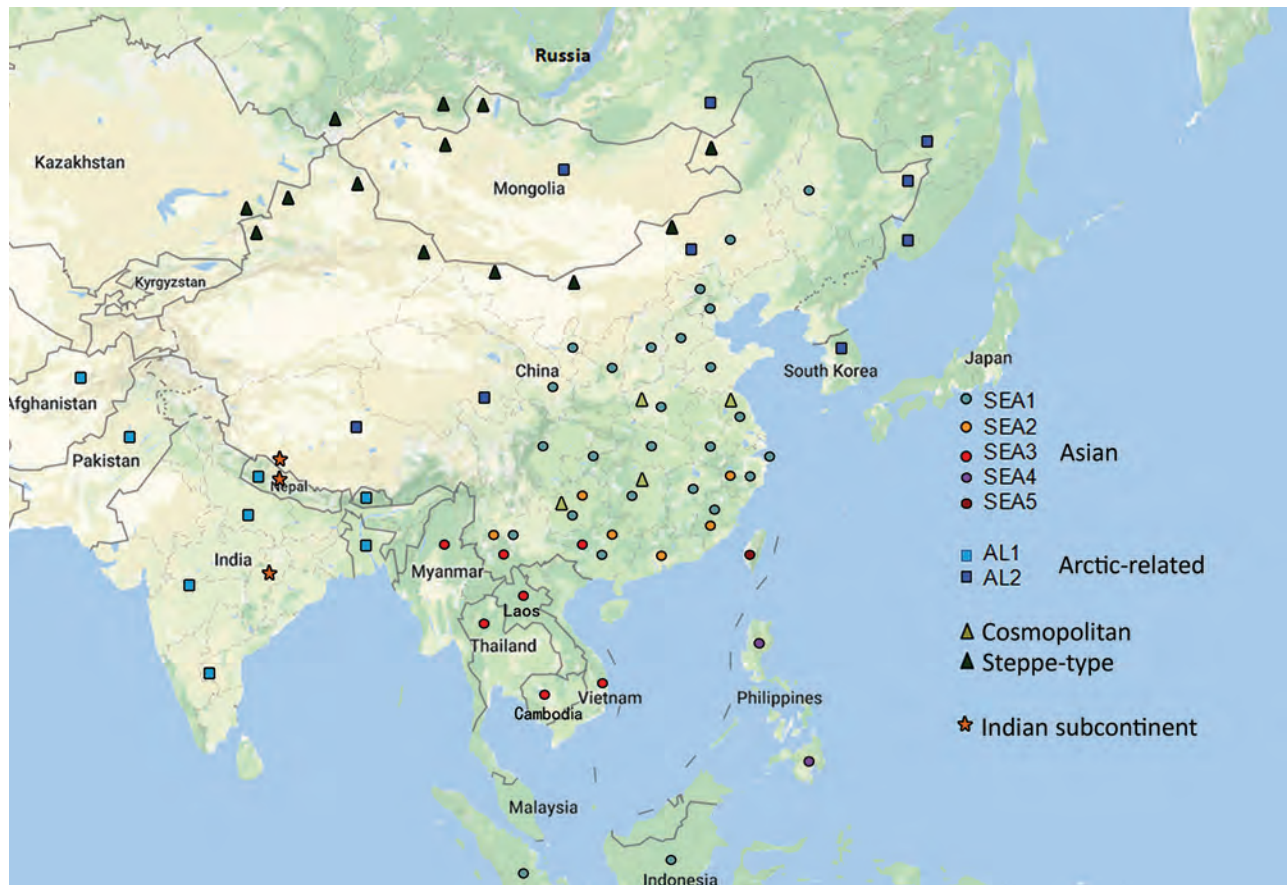 Russia
Kazakhstan
Mongolia
Kyrgyzstan
China
South Korea
Japan
Afghanistan
Pakistan
Nepal
India
Myanmar
Laos
Thailand
Vietnam
Cambodia
Philippines
Malaysia
Indonesia
SEA1
SEA2
SEA3
Asian
SEA4
SEA5
AL1
AL2
Arctic-related
Cosmopolitan
Steppe-type
Indian subcontinent